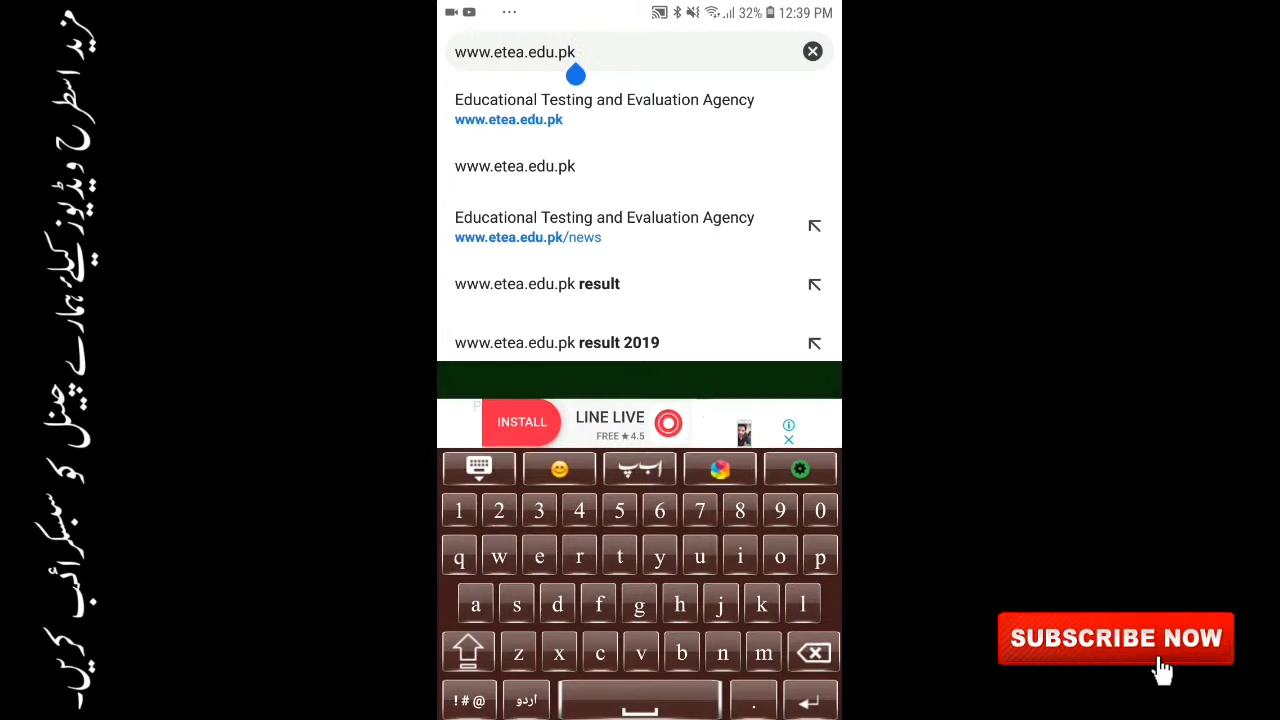 مزید اسطرح ویڈیوز کیلے ہمارے چینل کو سبسکرائب کریں۔
32% 12:39 PM
www.etea.edu.pk
Educational Testing and Evaluation Agency
www.etea.edu.pk
www.etea.edu.pk
Educational Testing and Evaluation Agency
www.etea.edu.pk/news
www.etea.edu.pk result
www.etea.edu.pk result 2019
P
INSTALL
LINE LIVE
FREE ★ 4.5
اب پ
1 2 3 4 5 6 7 8 9 0
q w e r t y u i o p
a s d f g h j k l
z x c v b n m
! # @ اردو .
SUBSCRIBE NOW